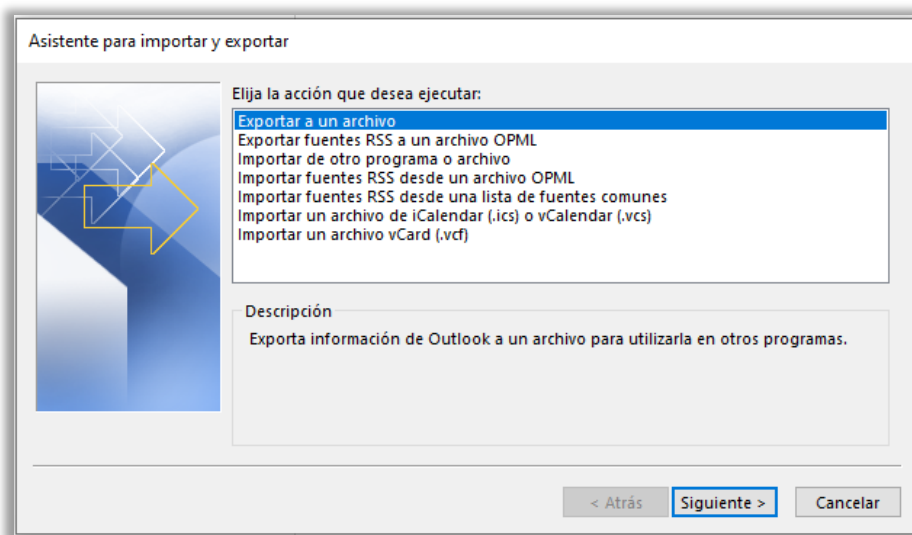 Asistente para importar y exportar
Elija la acción que desea ejecutar:
Exportar a un archivo
Exportar fuentes RSS a un archivo OPML
Importar de otro programa o archivo
Importar fuentes RSS desde un archivo OPML
Importar fuentes RSS desde una lista de fuentes comunes
Importar un archivo de iCalendar (.ics) o vCalendar (.vcs)
Importar un archivo vCard (.vcf)
Descripción
Exporta información de Outlook a un archivo para utilizarla en otros programas.
< Atrás Siguiente > Cancelar